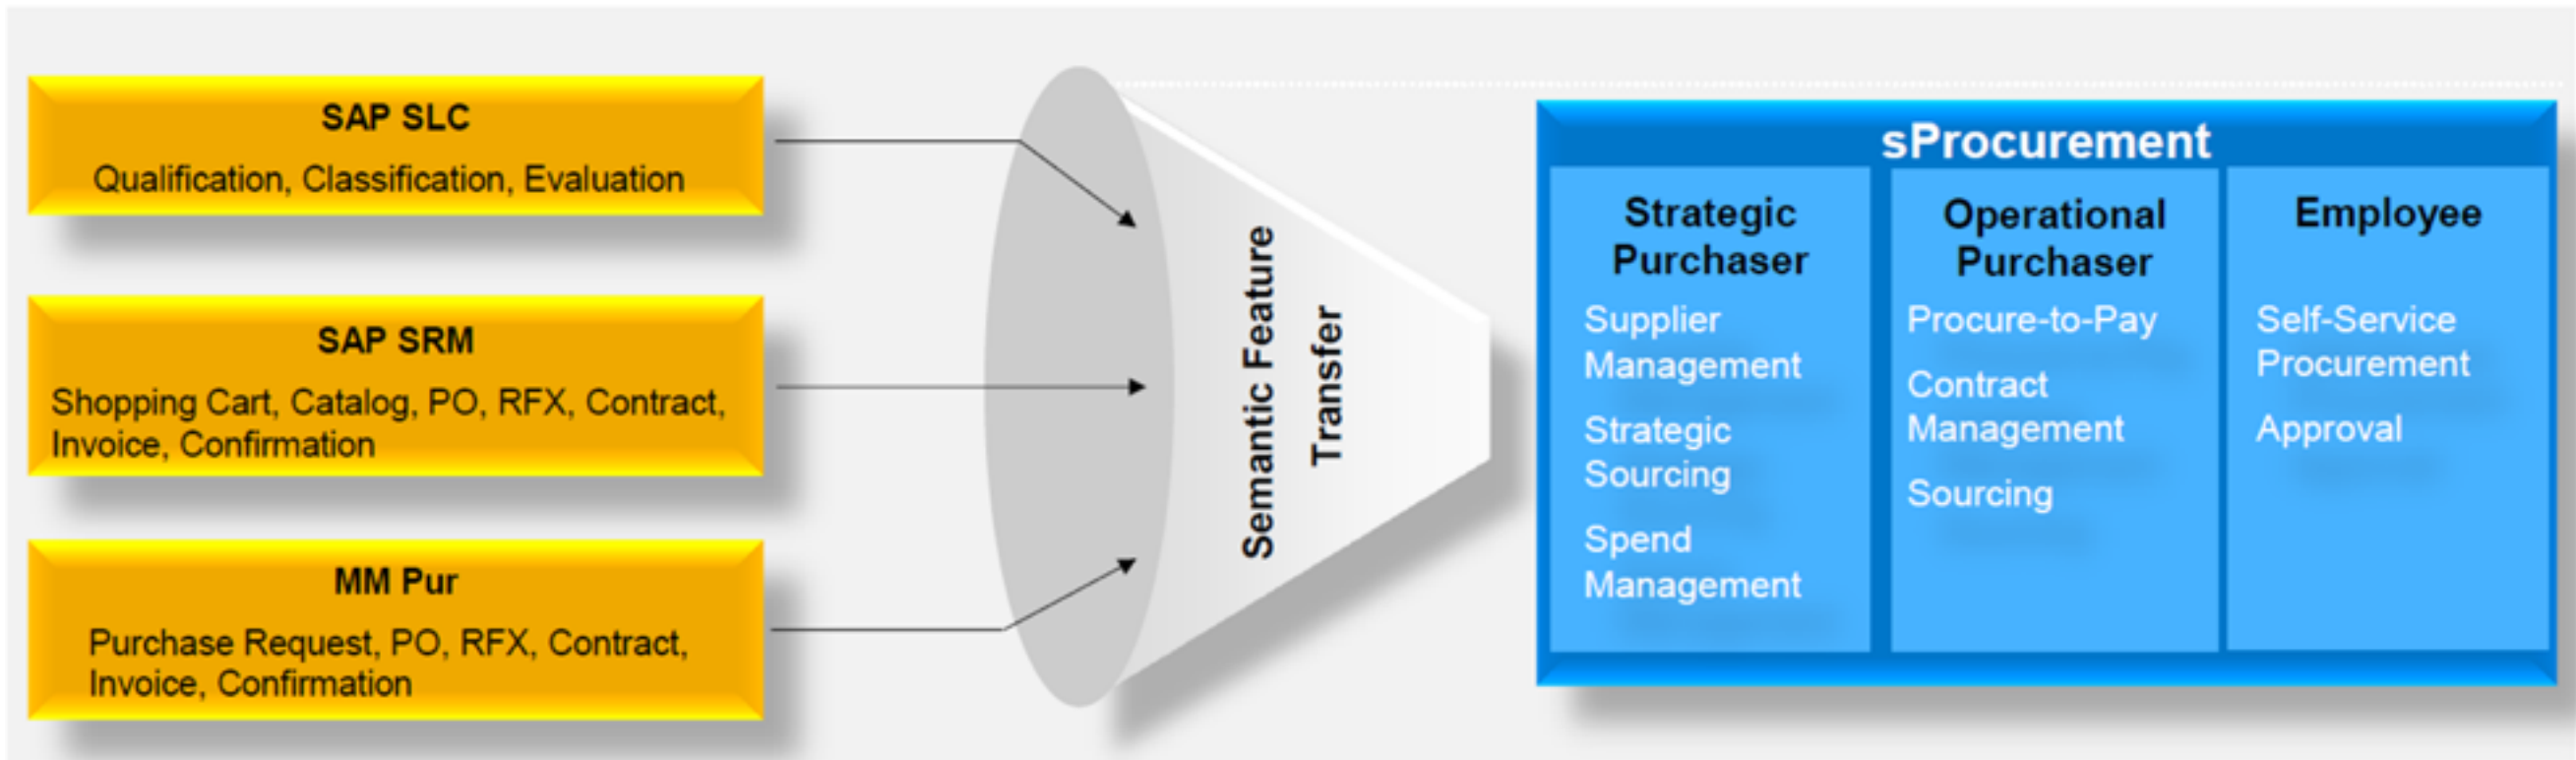 SAP SLC
Qualification, Classification, Evaluation
SAP SRM
Shopping Cart, Catalog, PO, RFX, Contract,
Invoice, Confirmation
MM Pur
Purchase Request, PO, RFX, Contract,
Invoice, Confirmation
Semantic Feature
Transfer
sProcurement
Strategic
Purchaser
Supplier
Management
Strategic
Sourcing
Spend
Management
Operational
Purchaser
Procure-to-Pay
Contract
Management
Sourcing
Employee
Self-Service
Procurement
Approval